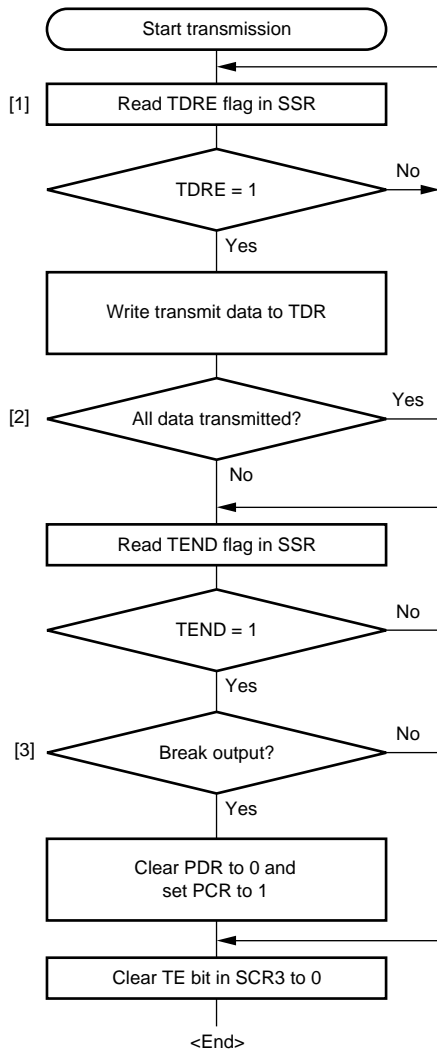 Start transmission
[1]
Read TDRE flag in SSR
No
TDRE = 1
Yes
Write transmit data to TDR
[2]
All data transmitted?
Yes
No
Read TEND flag in SSR
No
TEND = 1
Yes
[3]
Break output?
No
Yes
Clear PDR to 0 and
set PCR to 1
Clear TE bit in SCR3 to 0
<End>